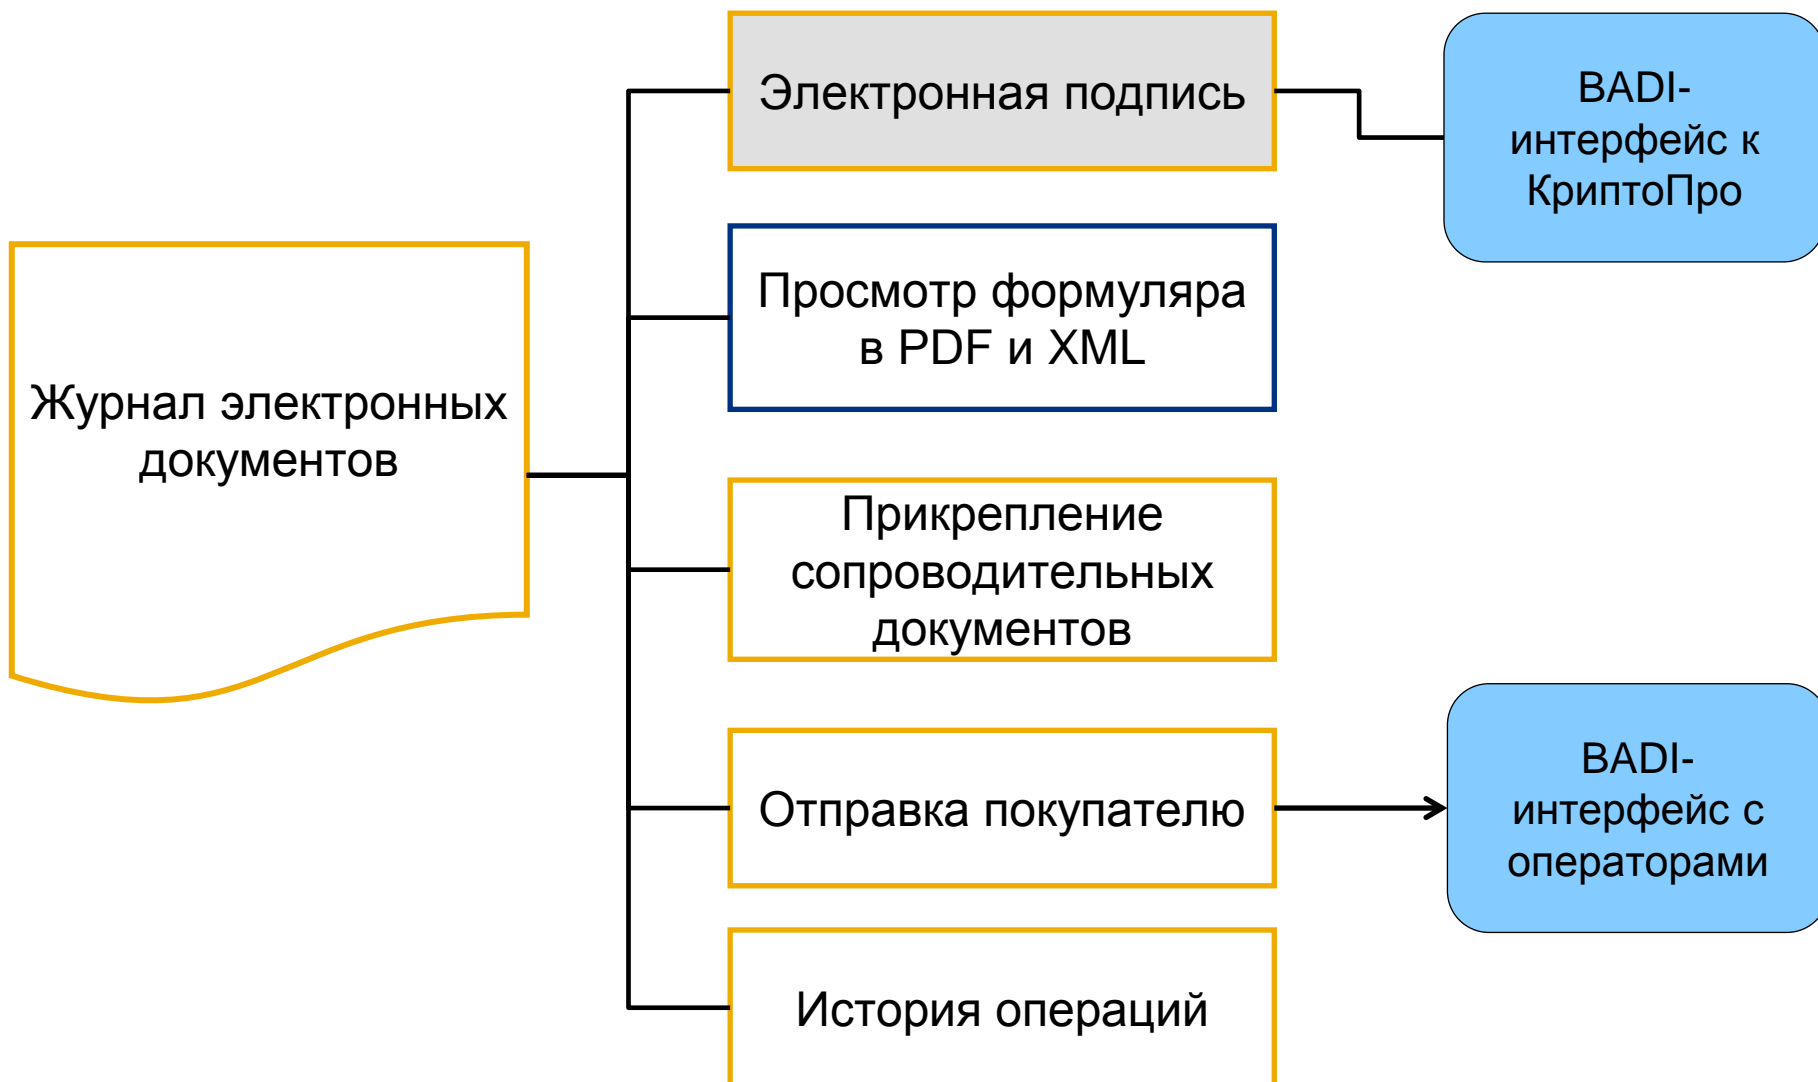 Журнал электронных
документов
Электронная подпись
BADI-
интерфейс к
КриптоПро
Просмотр формуляра
в PDF и XML
Прикрепление
сопроводительных
документов
Отправка покупателю
BADI-
интерфейс с
операторами
История операций